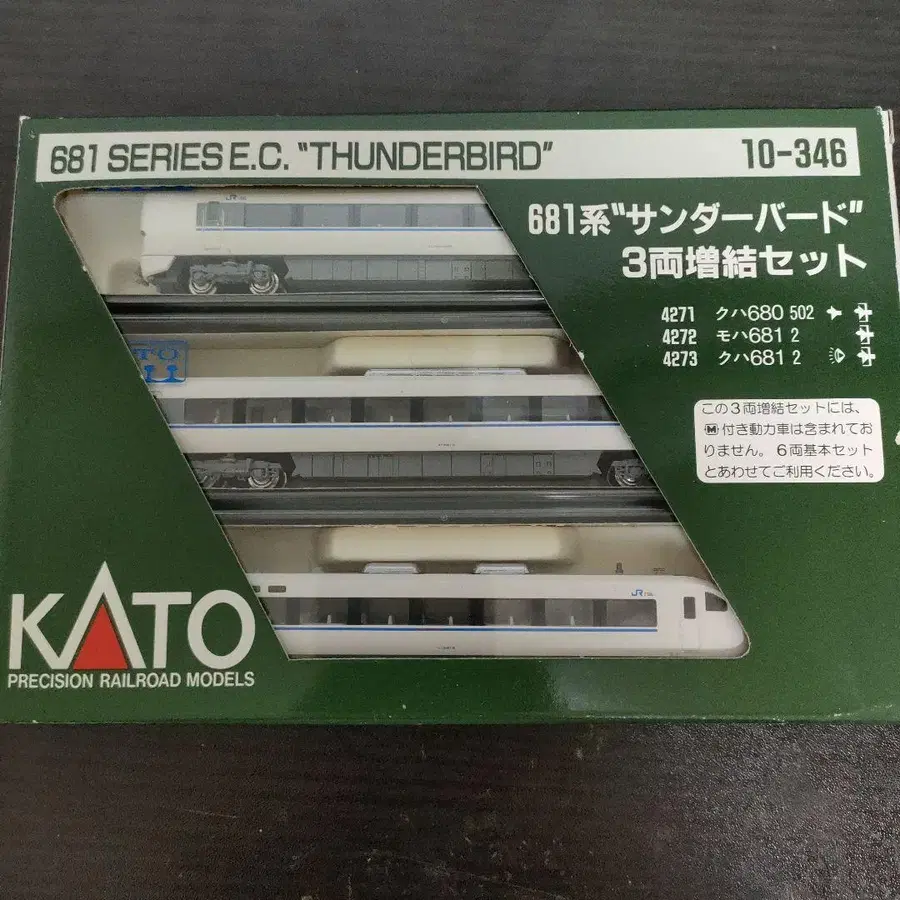 681 SERIES E.C. "THUNDERBIRD" 10-346
681系"サンダーバード"
3両増結セット
4271 クハ680 502
4272 モハ681 2
4273 クハ681 2
この3両増結セットには、
M付き動力車は含まれてお
りません。6両基本セット
とあわせてご利用ください。
JR
JR
KATO
PRECISION RAILROAD MODELS